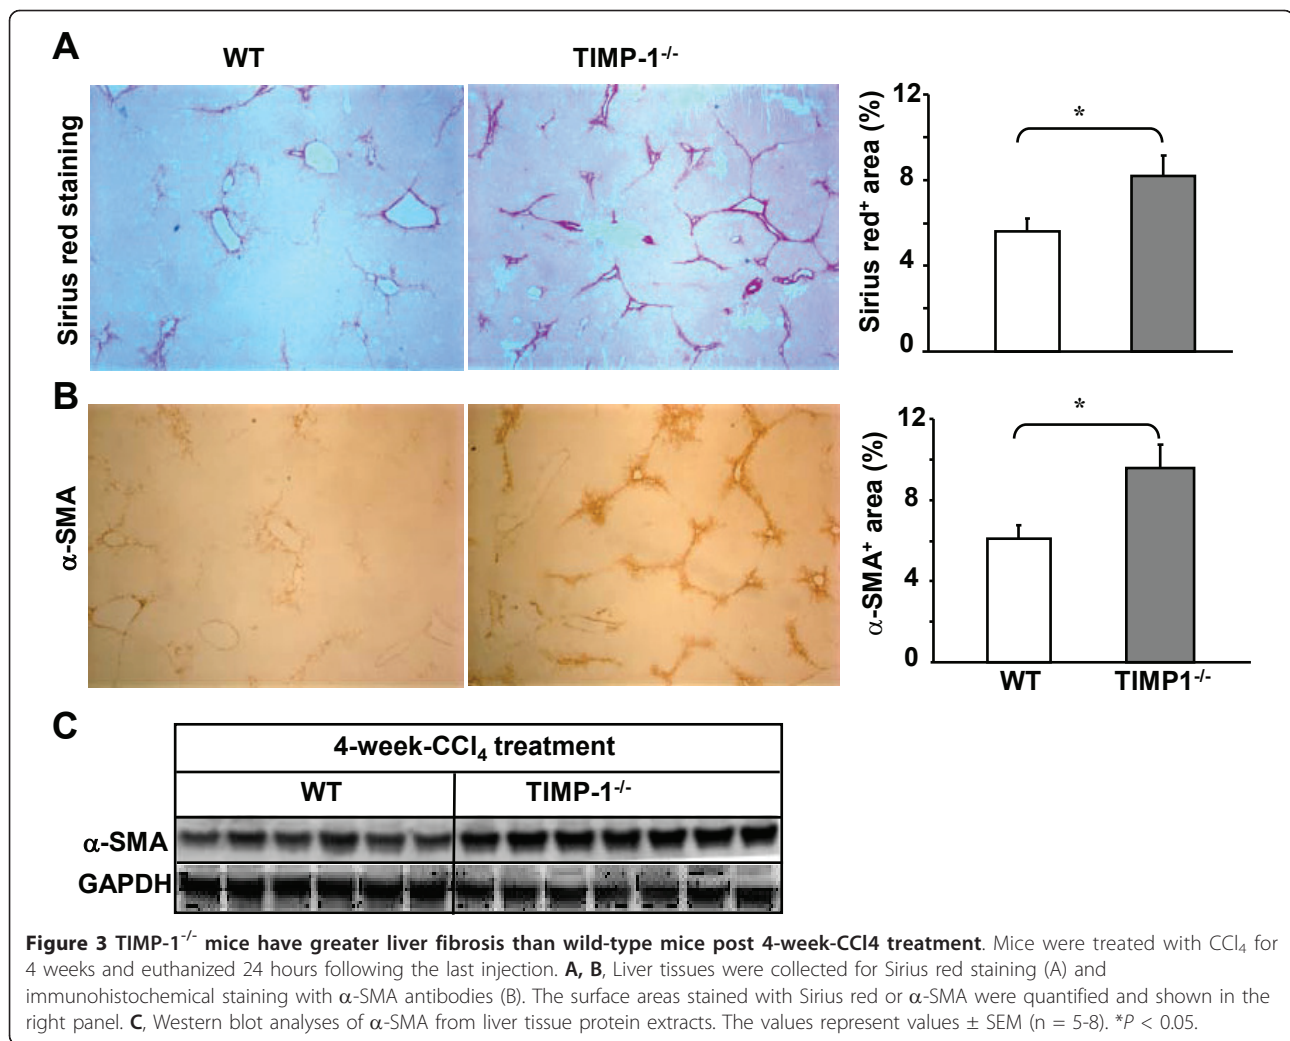 A
WT
TIMP-1-/-
Sirius red staining
Sirius red+ area (%)
12
8
4
0
*
B
α-SMA
α-SMA+ area (%)
12
8
4
0
*
WT
TIMP1-/-
C
4-week-CCl4 treatment
WT
TIMP-1-/-
α-SMA
GAPDH
Figure 3 TIMP-1-/- mice have greater liver fibrosis than wild-type mice post 4-week-CCl4 treatment. Mice were treated with CCl4 for
4 weeks and euthanized 24 hours following the last injection. A, B, Liver tissues were collected for Sirius red staining (A) and
immunohistochemical staining with α-SMA antibodies (B). The surface areas stained with Sirius red or α-SMA were quantified and shown in the
right panel. C, Western blot analyses of α-SMA from liver tissue protein extracts. The values represent values ± SEM (n = 5-8). *P < 0.05.